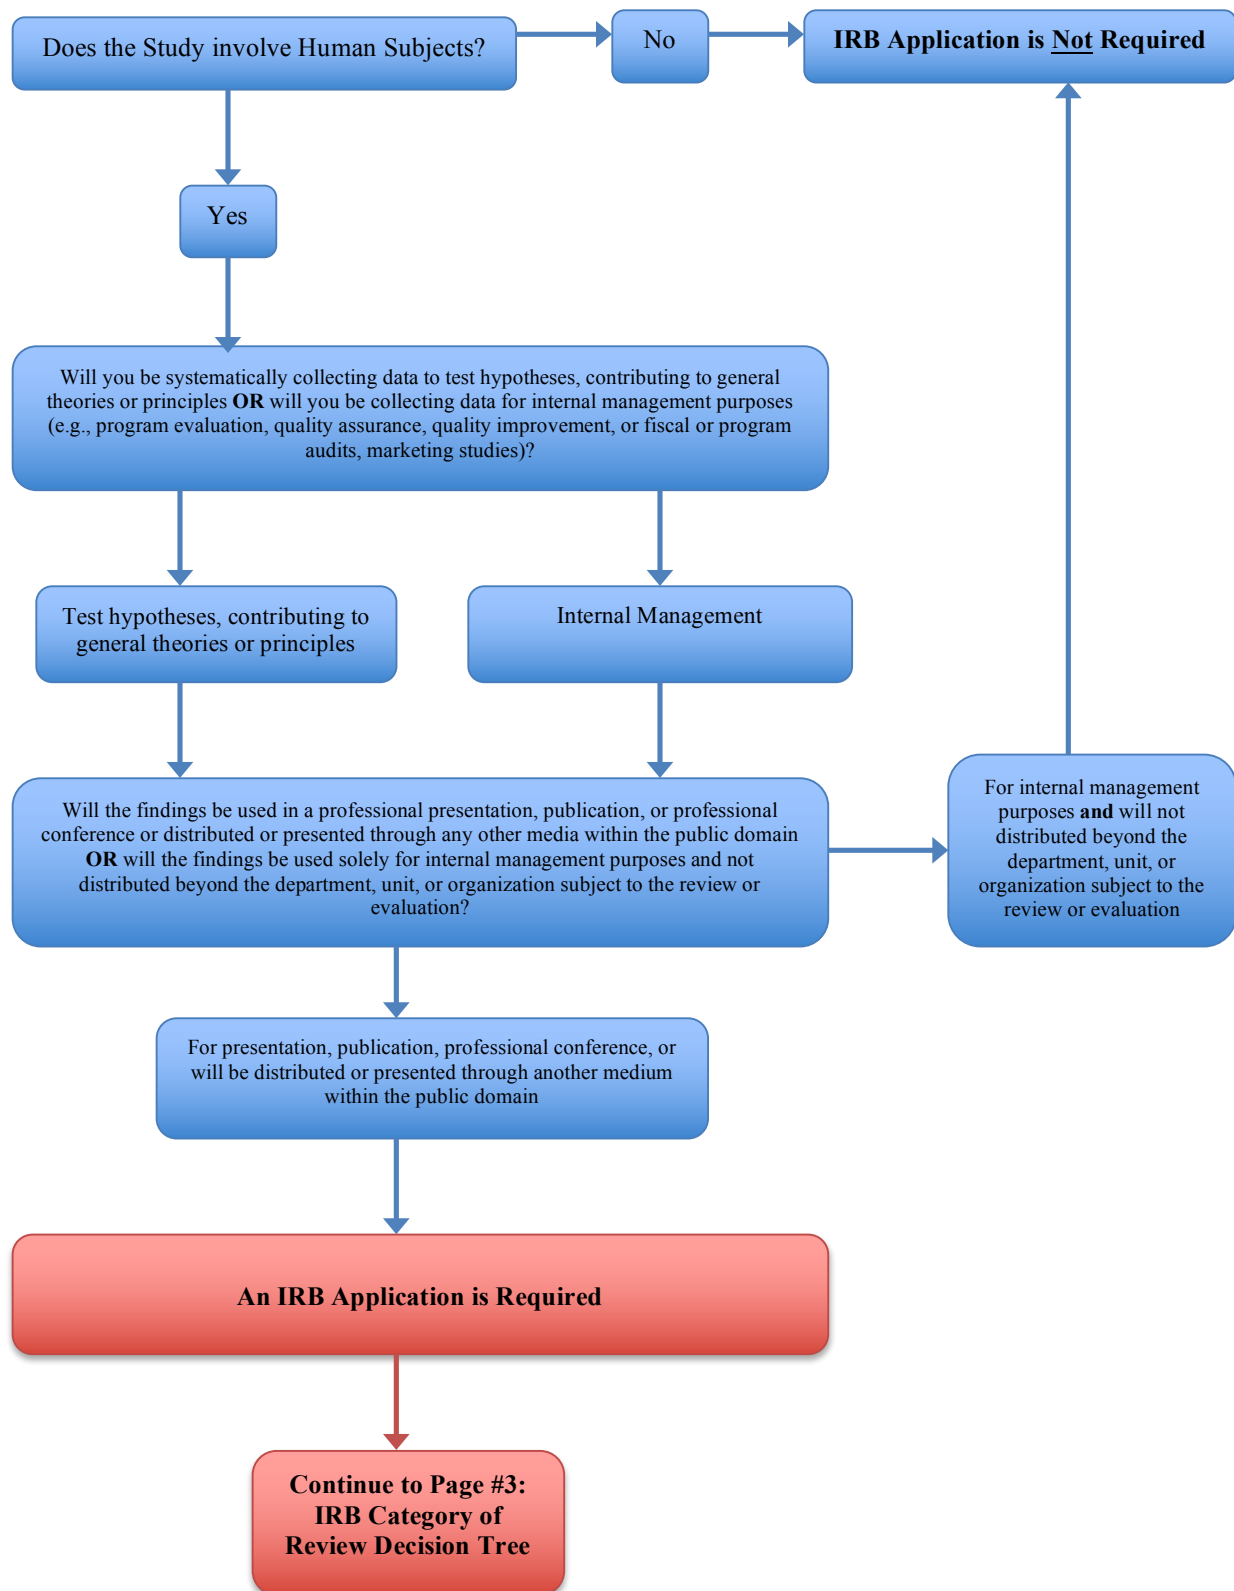 Does the Study involve Human Subjects?
No
IRB Application is Not Required
Yes
Will you be systematically collecting data to test hypotheses, contributing to general
theories or principles OR will you be collecting data for internal management purposes
(e.g., program evaluation, quality assurance, quality improvement, or fiscal or program
audits, marketing studies)?
Test hypotheses, contributing to
general theories or principles
Internal Management
Will the findings be used in a professional presentation, publication, or professional
conference or distributed or presented through any other media within the public domain
OR will the findings be used solely for internal management purposes and not
distributed beyond the department, unit, or organization subject to the review or
evaluation?
For internal management
purposes and will not
distributed beyond the
department, unit, or
organization subject to the
review or evaluation
For presentation, publication, professional conference, or
will be distributed or presented through another medium
within the public domain
An IRB Application is Required
Continue to Page #3:
IRB Category of
Review Decision Tree